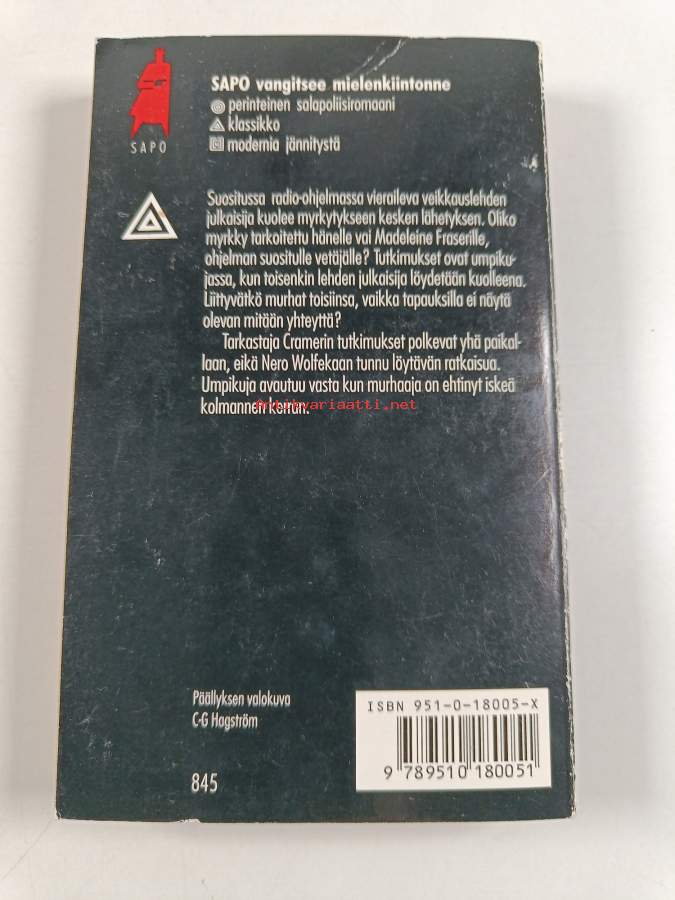 SAPO
SAPO vangitsee mielenkiintonne
perinteinen salapoliisiromaani
klassikko
modernia jännitystä
Suositussa radio-ohjelmassa vieraileva veikkauslehden
julkaisija kuolee myrkytykseen kesken lähetyksen. Oliko
myrkky tarkoitettu hänelle vai Madeleine Fraserille,
ohjelman suositulle vetäjälle? Tutkimukset ovat umpiku-
jassa, kun toisenkin lehden julkaisija löydetään kuolleena.
Liittyvätkö murhat toisiinsa, vaikka tapauksilla ei näytä
olevan mitään yhteyttä?
Tarkastaja Cramerin tutkimukset polkevat yhä paikal-
laan, eikä Nero Wolfekaan tunnu löytävän ratkaisua.
Umpikuja avautuu vasta kun murhaaja on ehtinyt iskeä
kolmannen kerran.
Antikvariaatti.net
Päällyksen valokuva
C-G Hagström
845
ISBN 951-0-18005-X
9 789510 180051